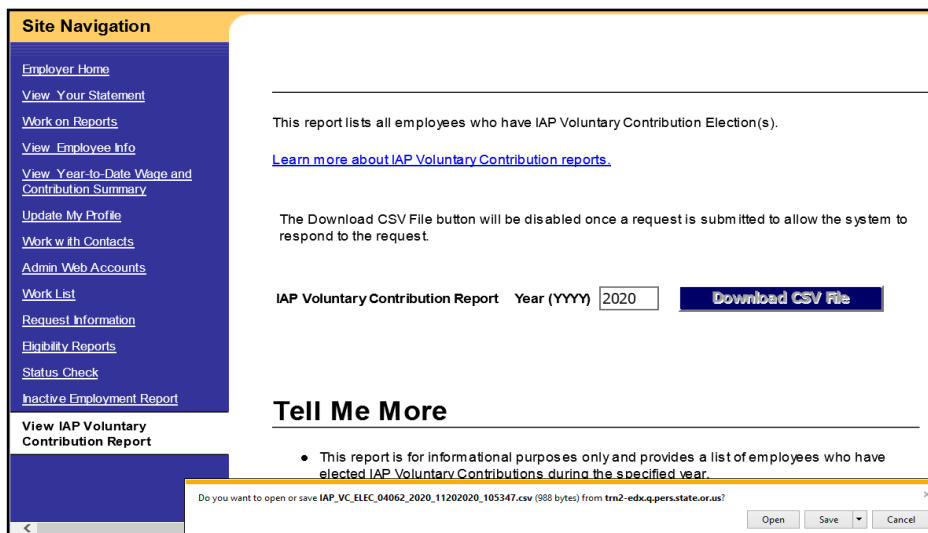 Site Navigation
Employer Home
View Your Statement
Work on Reports
View Employee Info
View Year-to-Date Wage and
Contribution Summary
Update My Profile
Work with Contacts
Admin Web Accounts
Work List
Request Information
Eligibility Reports
Status Check
Inactive Employment Report
View IAP Voluntary
Contribution Report
This report lists all employees who have IAP Voluntary Contribution Election(s).
Learn more about IAP Voluntary Contribution reports.
The Download CSV File button will be disabled once a request is submitted to allow the system to
respond to the request.
IAP Voluntary Contribution Report Year (YYYY) 2020 Download CSV File
Tell Me More
• This report is for informational purposes only and provides a list of employees who have
elected IAP Voluntary Contributions during the specified year.
Do you want to open or save IAP_VC_ELEC_04062_2020_11202020_105347.csv (988 bytes) from trn2-edx.q.pers.state.or.us?
Open Save Cancel